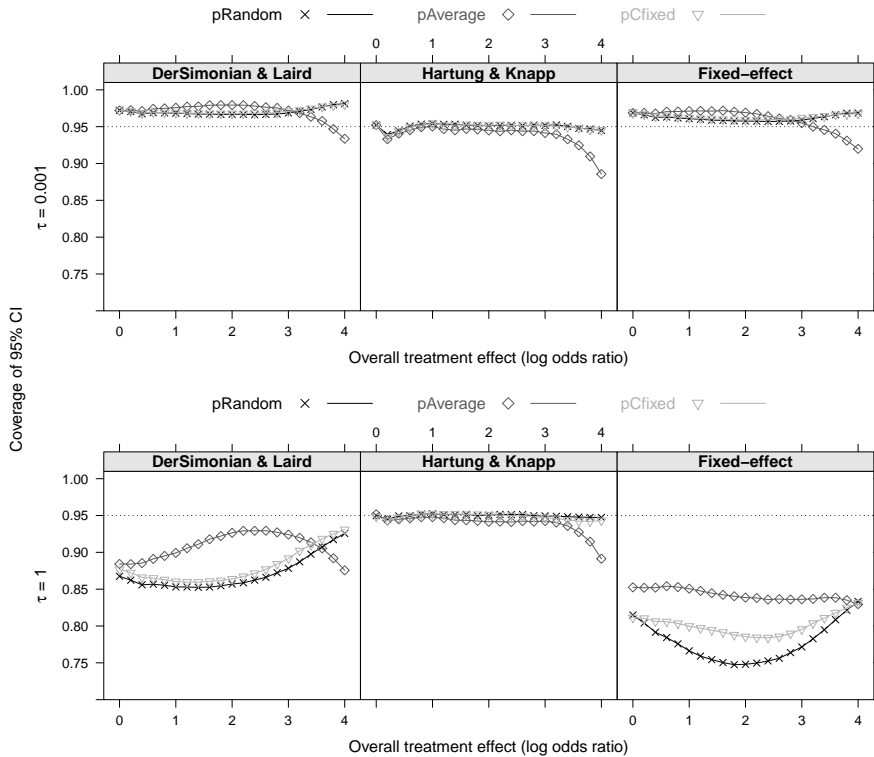 pRandom pAverage pCfixed
0 1 2 3 4
DerSimonian & Laird Hartung & Knapp Fixed−effect
1.00
0.95
0.90
0.85
0.80
0.75
τ = 0.001
0 1 2 3 4 0 1 2 3 4
Overall treatment effect (log odds ratio)
Coverage of 95% CI
pRandom pAverage pCfixed
0 1 2 3 4
DerSimonian & Laird Hartung & Knapp Fixed−effect
1.00
0.95
0.90
0.85
0.80
0.75
τ = 1
0 1 2 3 4 0 1 2 3 4
Overall treatment effect (log odds ratio)